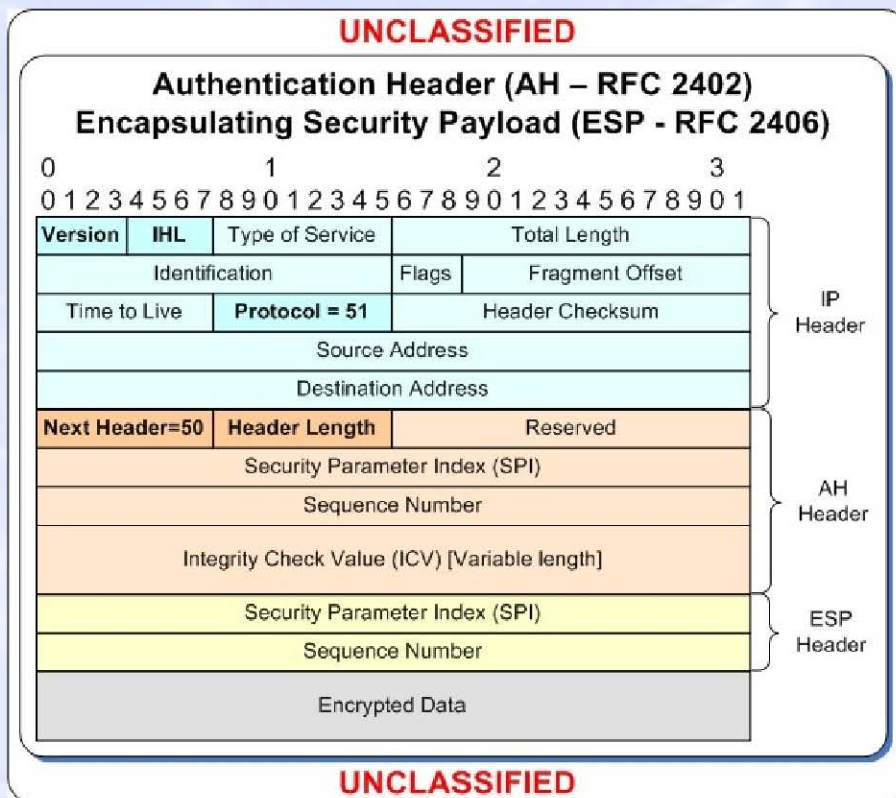 UNCLASSIFIED
Authentication Header (AH – RFC 2402)
Encapsulating Security Payload (ESP - RFC 2406)
0 1 2 3
0 1 2 3 4 5 6 7 8 9 0 1 2 3 4 5 6 7 8 9 0 1 2 3 4 5 6 7 8 9 0 1
Version IHL Type of Service Total Length
Identification Flags Fragment Offset
Time to Live Protocol = 51 Header Checksum
Source Address
Destination Address
IP
Header
Next Header=50 Header Length Reserved
Security Parameter Index (SPI)
Sequence Number
Integrity Check Value (ICV) [Variable length]
AH
Header
Security Parameter Index (SPI)
Sequence Number
ESP
Header
Encrypted Data
UNCLASSIFIED